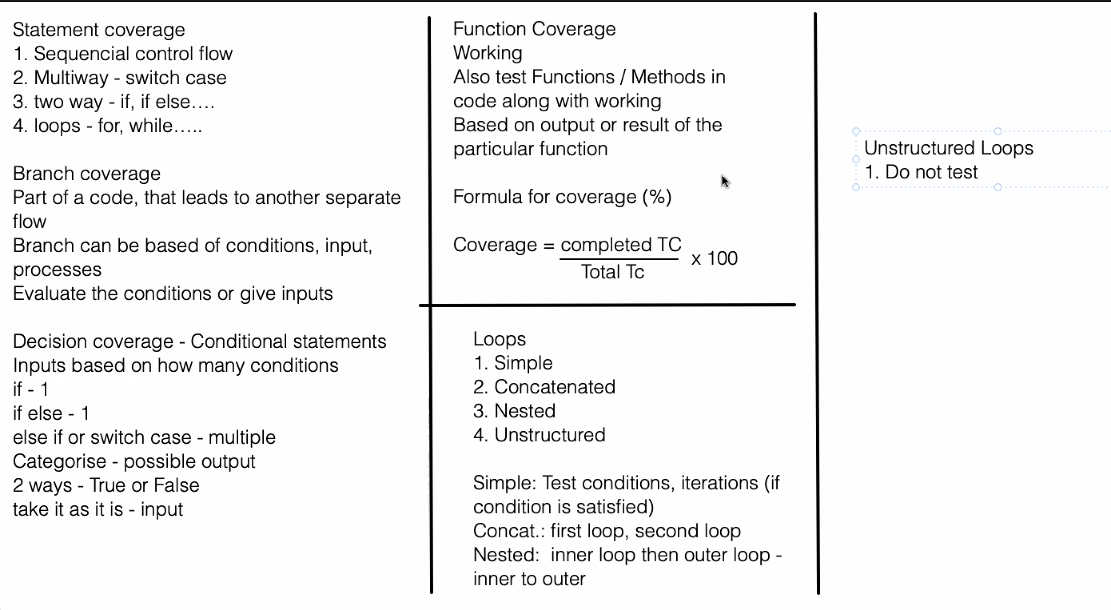 Statement coverage
1. Sequencial control flow
2. Multiway - switch case
3. two way - if, if else....
4. loops - for, while.....
Branch coverage
Part of a code, that leads to another separate
flow
Branch can be based of conditions, input,
processes
Evaluate the conditions or give inputs
Decision coverage - Conditional statements
Inputs based on how many conditions
if - 1
if else - 1
else if or switch case - multiple
Categorise - possible output
2 ways - True or False
take it as it is - input
Function Coverage
Working
Also test Functions / Methods in
code along with working
Based on output or result of the
particular function
Formula for coverage (%)
Coverage = completed TC
Total Tc
x 100
Loops
1. Simple
2. Concatenated
3. Nested
4. Unstructured
Simple: Test conditions, iterations (if
condition is satisfied)
Concat.: first loop, second loop
Nested: inner loop then outer loop -
inner to outer
Unstructured Loops
1. Do not test